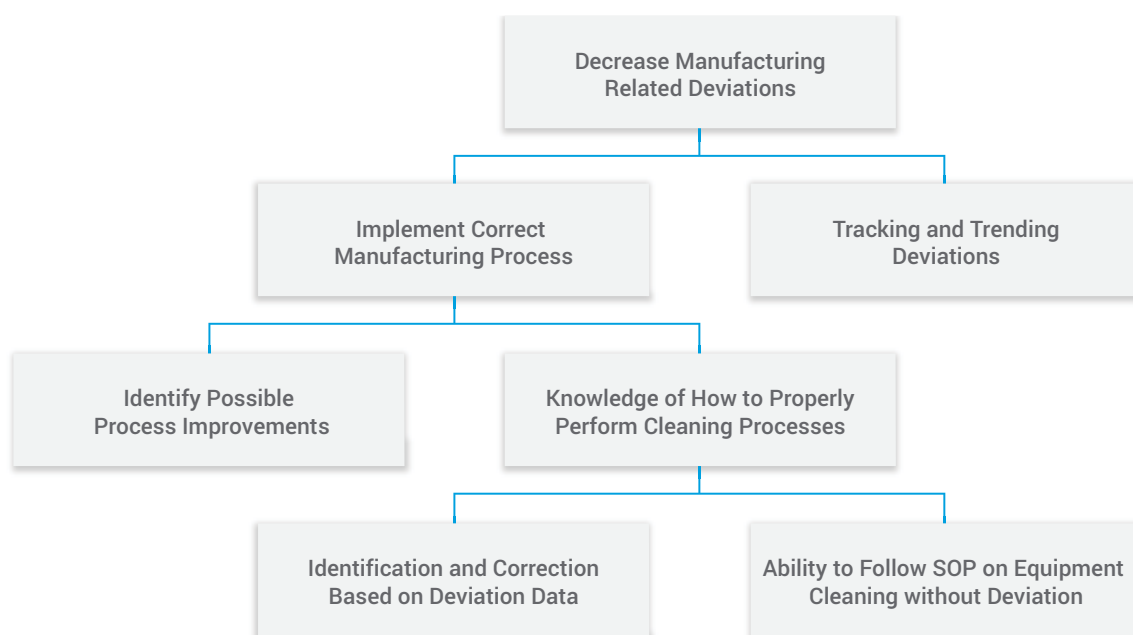 Decrease Manufacturing
Related Deviations
Implement Correct
Manufacturing Process
Tracking and Trending
Deviations
Identify Possible
Process Improvements
Knowledge of How to Properly
Perform Cleaning Processes
Identification and Correction
Based on Deviation Data
Ability to Follow SOP on Equipment
Cleaning without Deviation